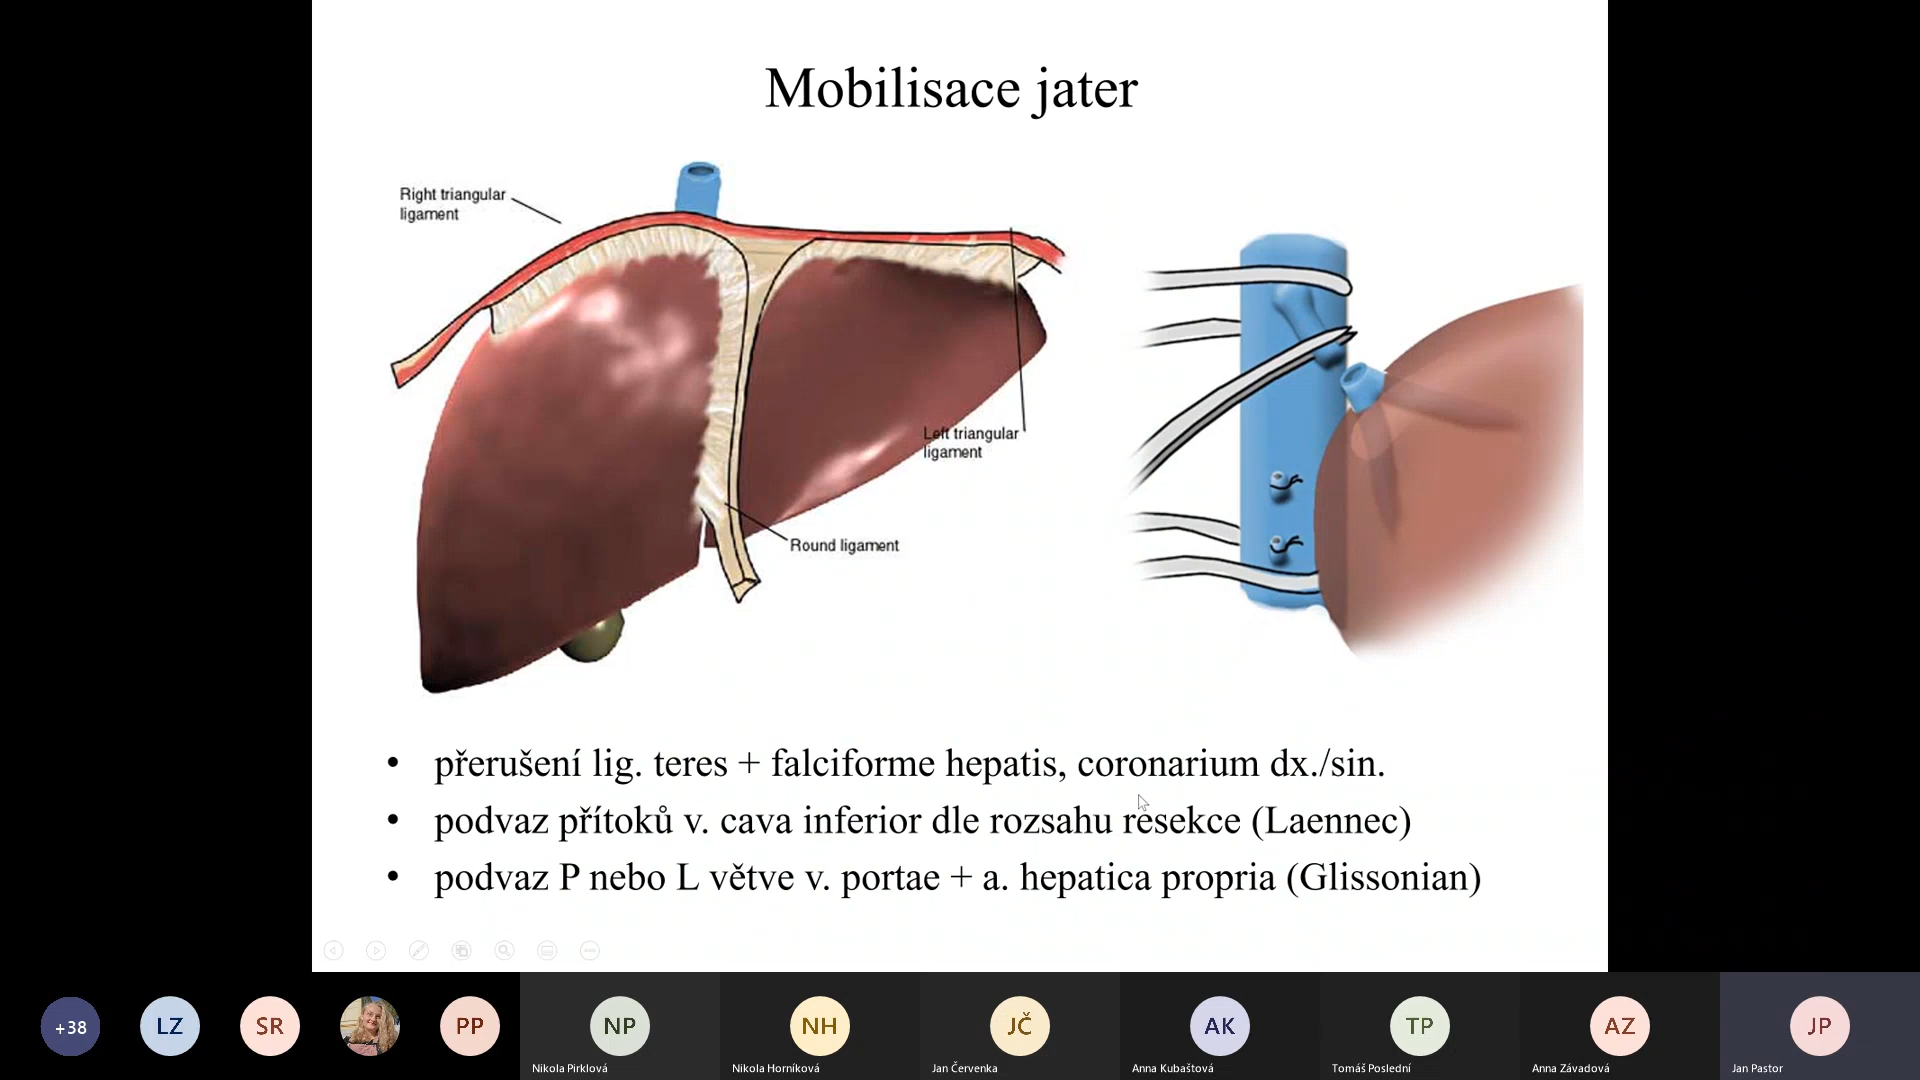 Mobilisace jater
Right triangular
ligament
Left triangular
ligament
Round ligament
• přerušení lig. teres + falciforme hepatis, coronarium dx./sin.
• podvaz přítoků v. cava inferior dle rozsahu resekce (Laennec)
• podvaz P nebo L větve v. portae + a. hepatica propria (Glissonian)
+38
LZ
SR
PP
NP
NH
JČ
AK
TP
AZ
JP
Nikola Pirklová
Nikola Horníková
Jan Červenka
Anna Kubaštová
Tomáš Poslední
Anna Závadová
Jan Pastor